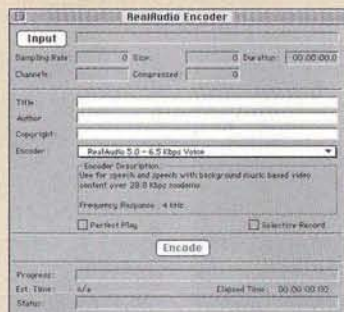 RealAudio Encoder
Input
Sampling Rate: 0 Size: 0 Duration: 00:00:00.0
Channels: Compressed: 0
Title
Author
Copyright:
Encoder RealAudio 5.0 - 6.5 Kbps Voice
Encoder Description:
Use for speech and speech with background music based video
content over 28.8 Kbps modems.
Frequency Response: 4 kHz
Perfect Play Selective Record
Encode
Progress:
Est. Time: n/a Elapsed Time: 00:00:00.0
Status: